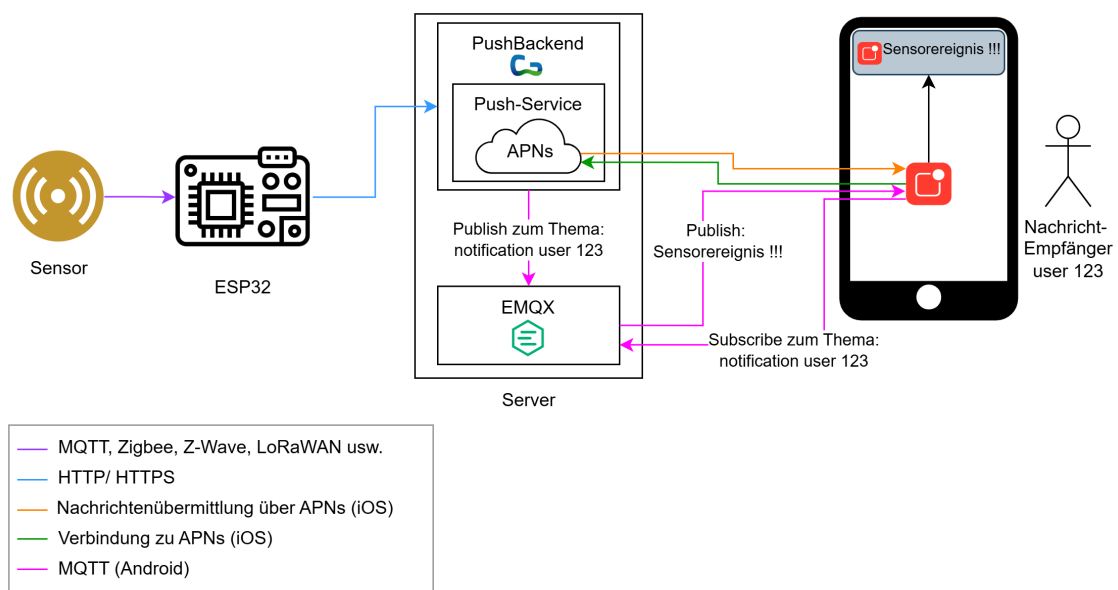 PushBackend
Push-Service
APNs
Sensorereignis !!!
Sensor
ESP32
Publish zum Thema:
notification user 123
Publish:
Sensorereignis !!!
EMQX
Subscribe zum Thema:
notification user 123
Nachricht-
Empfänger
user 123
Server
MQTT, Zigbee, Z-Wave, LoRaWAN usw.
HTTP/ HTTPS
Nachrichtenübermittlung über APNs (iOS)
Verbindung zu APNs (iOS)
MQTT (Android)